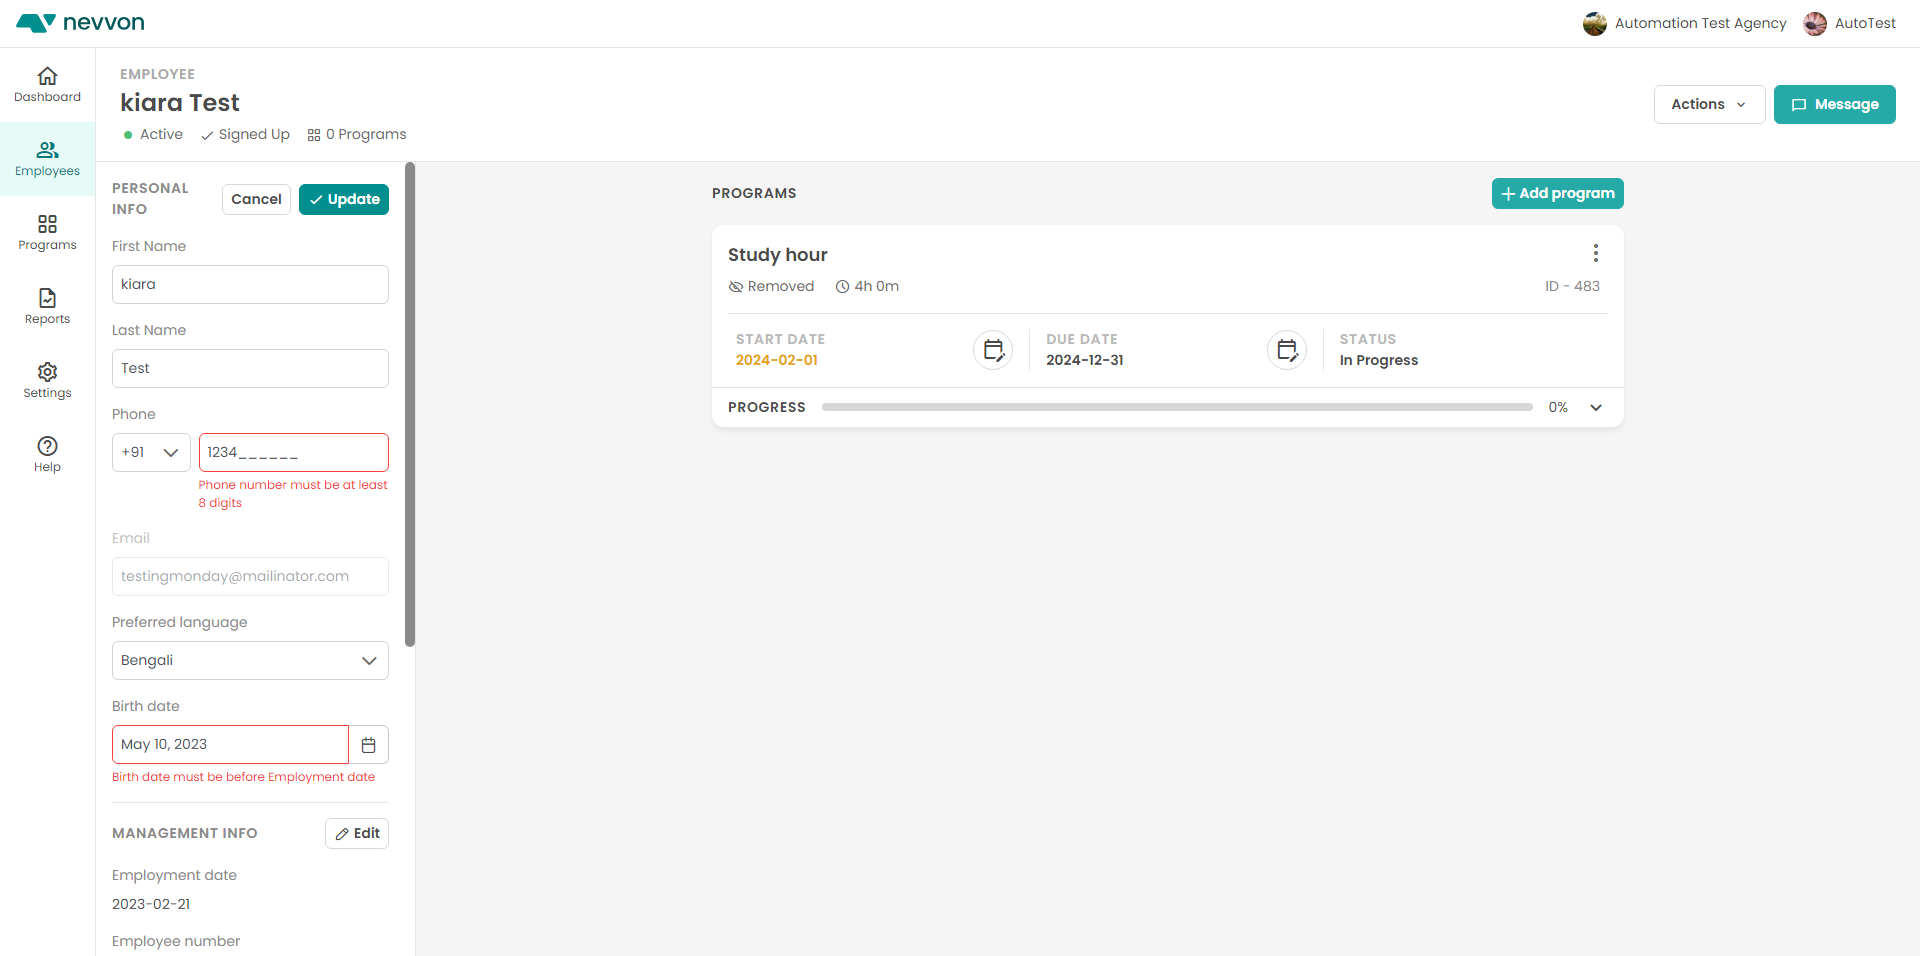 nevvon
Automation Test Agency
AutoTest
Dashboard
Employees
Programs
Reports
Settings
Help
EMPLOYEE
kiara Test
Active
Signed Up
0 Programs
Actions
Message
PERSONAL
INFO
Cancel
Update
First Name
kiara
Last Name
Test
Phone
+91
1234______
Phone number must be at least
8 digits
Email
testingmonday@mailinator.com
Preferred language
Bengali
Birth date
May 10, 2023
Birth date must be before Employment date
MANAGEMENT INFO
Edit
Employment date
2023-02-21
Employee number
PROGRAMS
Add program
Study hour
Removed
4h 0m
ID - 483
START DATE
2024-02-01
DUE DATE
2024-12-31
STATUS
In Progress
PROGRESS
0%